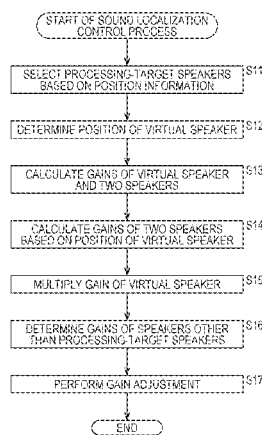 START OF SOUND LOCALIZATION
CONTROL PROCESS
SELECT PROCESSING-TARGET SPEAKERS
BASED ON POSITION INFORMATION
S11
DETERMINE POSITION OF VIRTUAL SPEAKER
S12
CALCULATE GAINS OF VIRTUAL SPEAKER
AND TWO SPEAKERS
S13
CALCULATE GAINS OF TWO SPEAKERS
BASED ON POSITION OF VIRTUAL SPEAKER
S14
MULTIPLY GAIN OF VIRTUAL SPEAKER
S15
DETERMINE GAINS OF SPEAKERS OTHER
THAN PROCESSING-TARGET SPEAKERS
S16
PERFORM GAIN ADJUSTMENT
S17
END